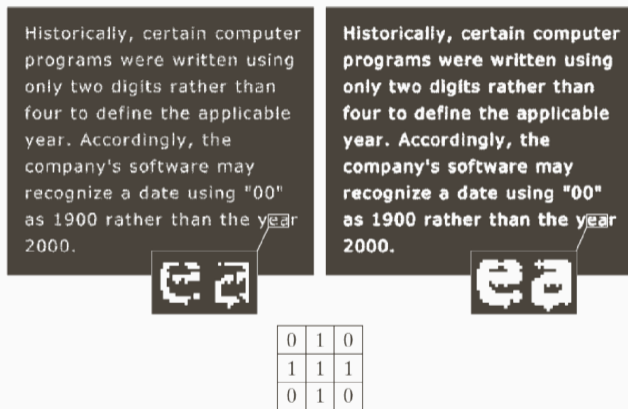 Historically, certain computer
programs were written using
only two digits rather than
four to define the applicable
year. Accordingly, the
company's software may
recognize a date using "00"
as 1900 rather than the year
2000.
ea
Historically, certain computer
programs were written using
only two digits rather than
four to define the applicable
year. Accordingly, the
company's software may
recognize a date using "00"
as 1900 rather than the year
2000.
ea
0 1 0
1 1 1
0 1 0